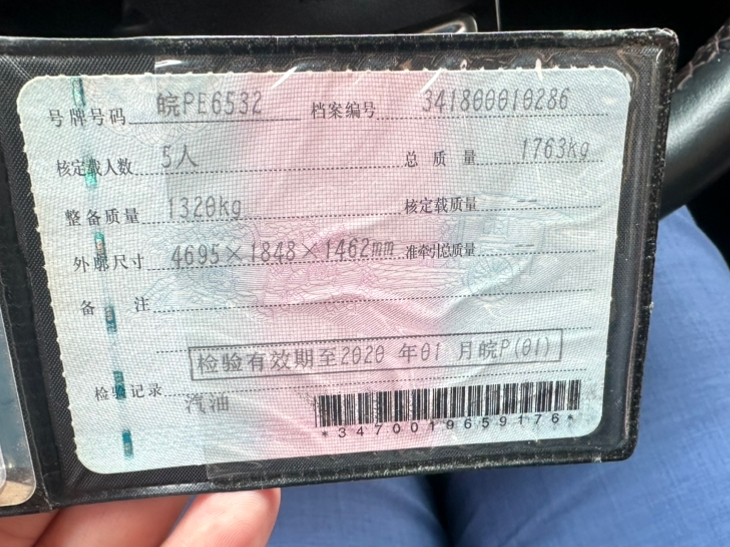 号牌号码 皖PE6532 档案编号 341800010286
核定载人数 5人 总质量 1763kg
整备质量 1320kg 核定载质量 --
外廓尺寸 4695×1848×1462mm 准牵引总质量 --
备注
检验有效期至2020 年01 月皖P(01)
检验记录
汽油
*3470019659176*